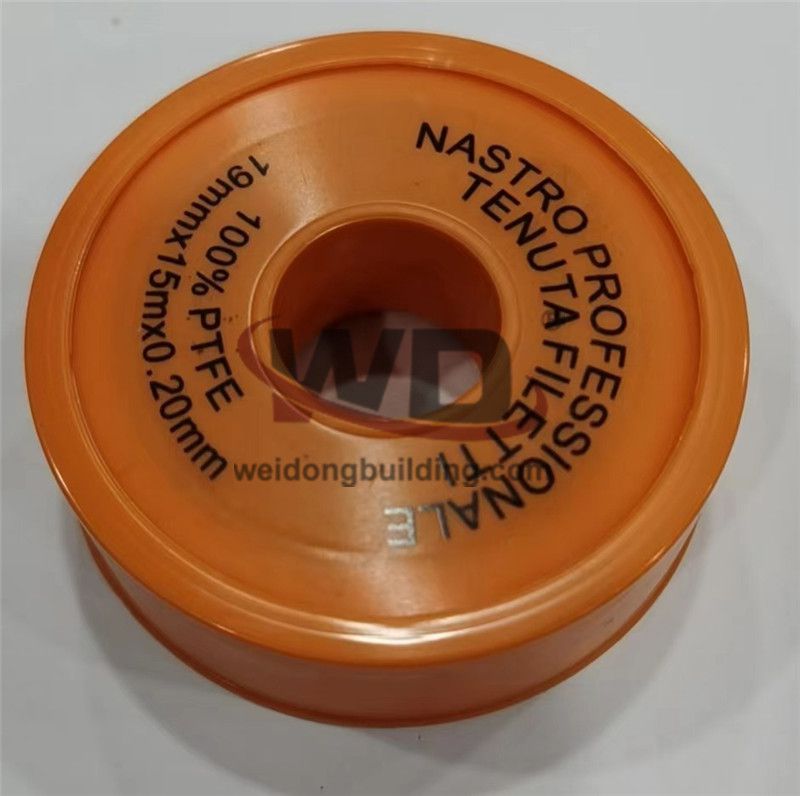 NASTRO PROFESSIONALE
TENUTA FILETTI
100% PTFE
19mmx15mx0.20mm
WD
weidongbuilding.com